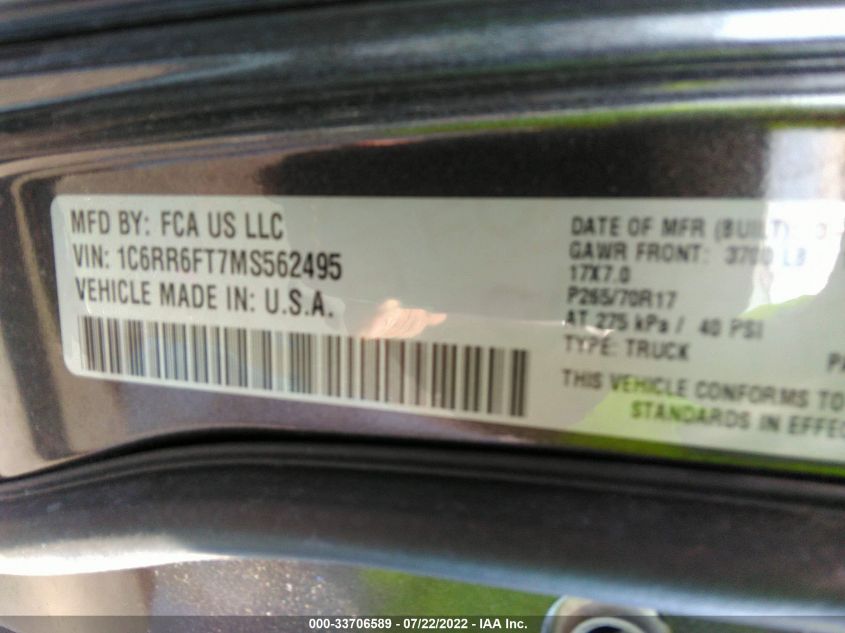 MFD BY: FCA US LLC
VIN: 1C6RR6FT7MS562495
VEHICLE MADE IN: U.S.A.
DATE OF MFR (BUILT)
GAWR FRONT: 3700 LB
17X7.0
P265/70R17
AT 275 kPa / 40 PSI
TYPE: TRUCK
THIS VEHICLE CONFORMS TO
STANDARDS IN EFFEC
000-33706589 - 07/22/2022 - IAA Inc.